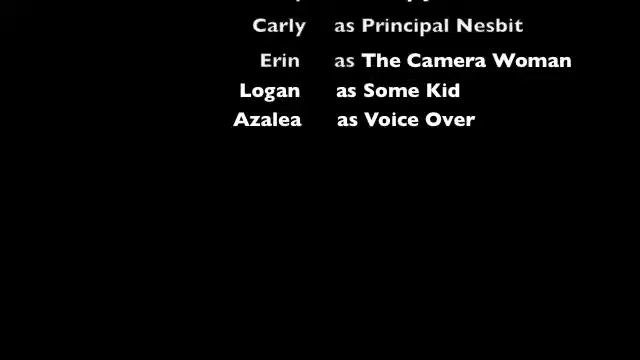 Carly as Principal Nesbit
Erin as The Camera Woman
Logan as Some Kid
Azalea as Voice Over